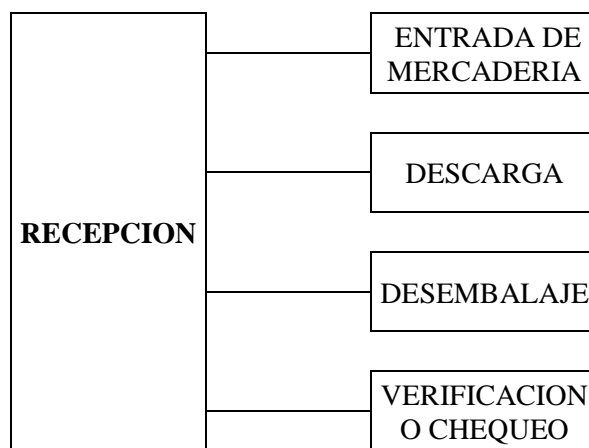 RECEPCION
ENTRADA DE
MERCADERIA
DESCARGA
DESEMBALAJE
VERIFICACION
O CHEQUEO